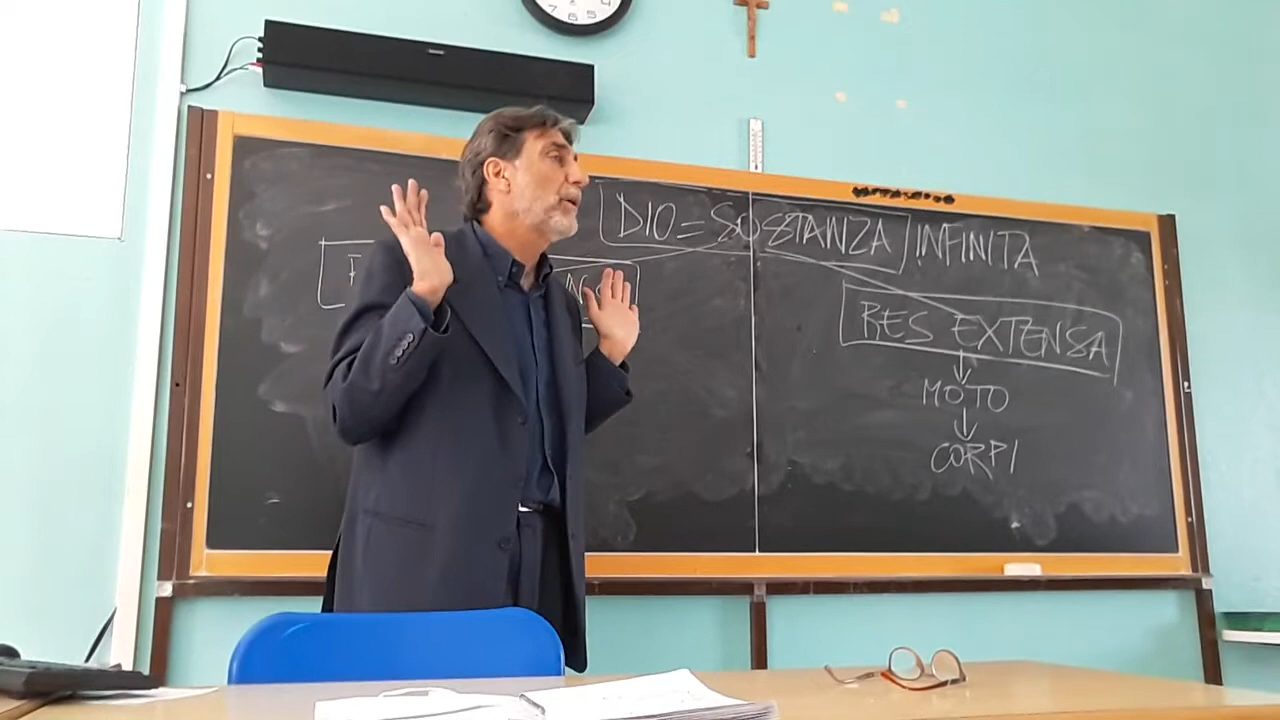 DIO = SOSTANZA INFINITA
RES EXTENSA
MOTO
CORPI